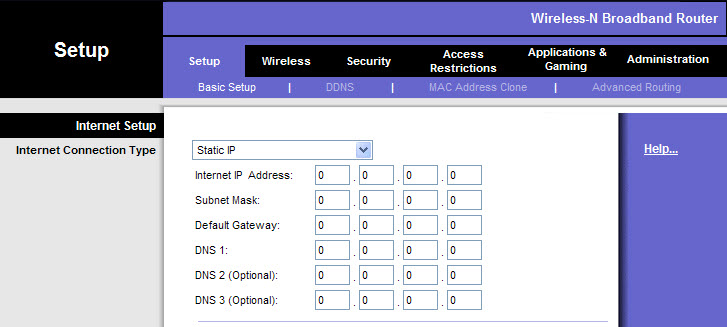 Wireless-N Broadband Router
Setup
Setup Wireless Security Access Restrictions Applications & Gaming Administration
Basic Setup | DDNS | MAC Address Clone | Advanced Routing
Internet Setup
Internet Connection Type
Static IP
Help...
Internet IP Address: 0 . 0 . 0 . 0
Subnet Mask: 0 . 0 . 0 . 0
Default Gateway: 0 . 0 . 0 . 0
DNS 1: 0 . 0 . 0 . 0
DNS 2 (Optional): 0 . 0 . 0 . 0
DNS 3 (Optional): 0 . 0 . 0 . 0